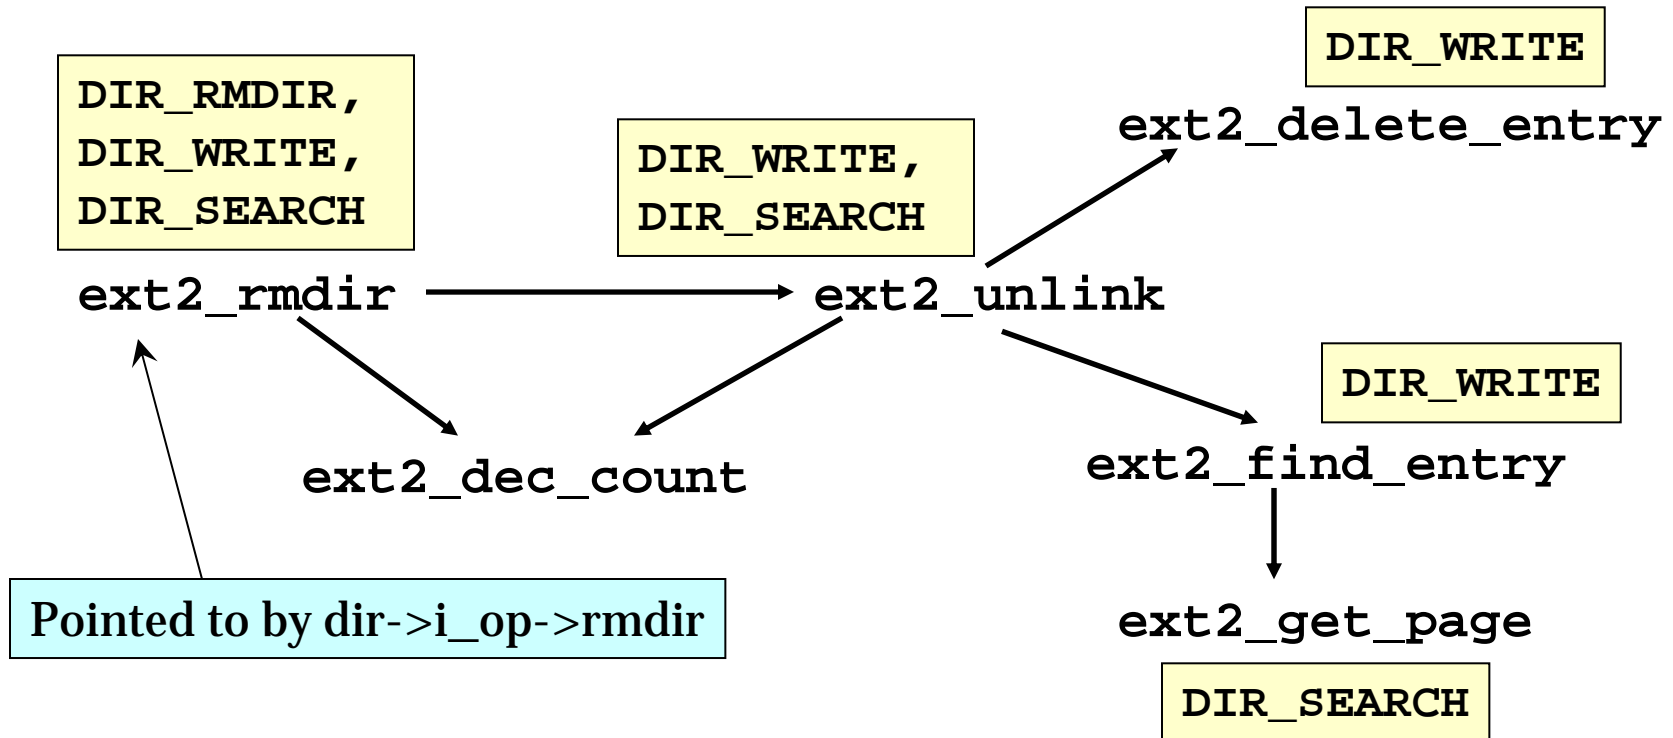 DIR_WRITE
DIR_RMDIR,
DIR_WRITE,
DIR_SEARCH
ext2_delete_entry
DIR_WRITE,
DIR_SEARCH
ext2_rmdir
ext2_unlink
DIR_WRITE
ext2_dec_count
ext2_find_entry
Pointed to by dir->i_op->rmdir
ext2_get_page
DIR_SEARCH